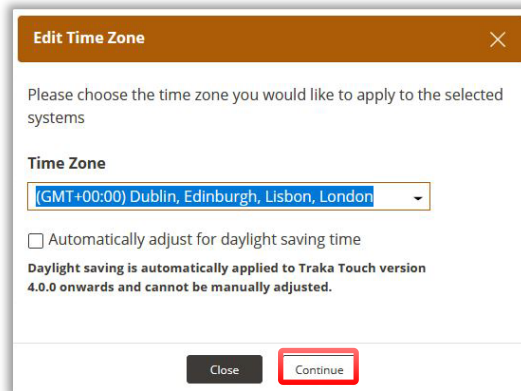 Edit Time Zone
Please choose the time zone you would like to apply to the selected
systems
Time Zone
(GMT+00:00) Dublin, Edinburgh, Lisbon, London
Automatically adjust for daylight saving time
Daylight saving is automatically applied to Traka Touch version
4.0.0 onwards and cannot be manually adjusted.
Close Continue